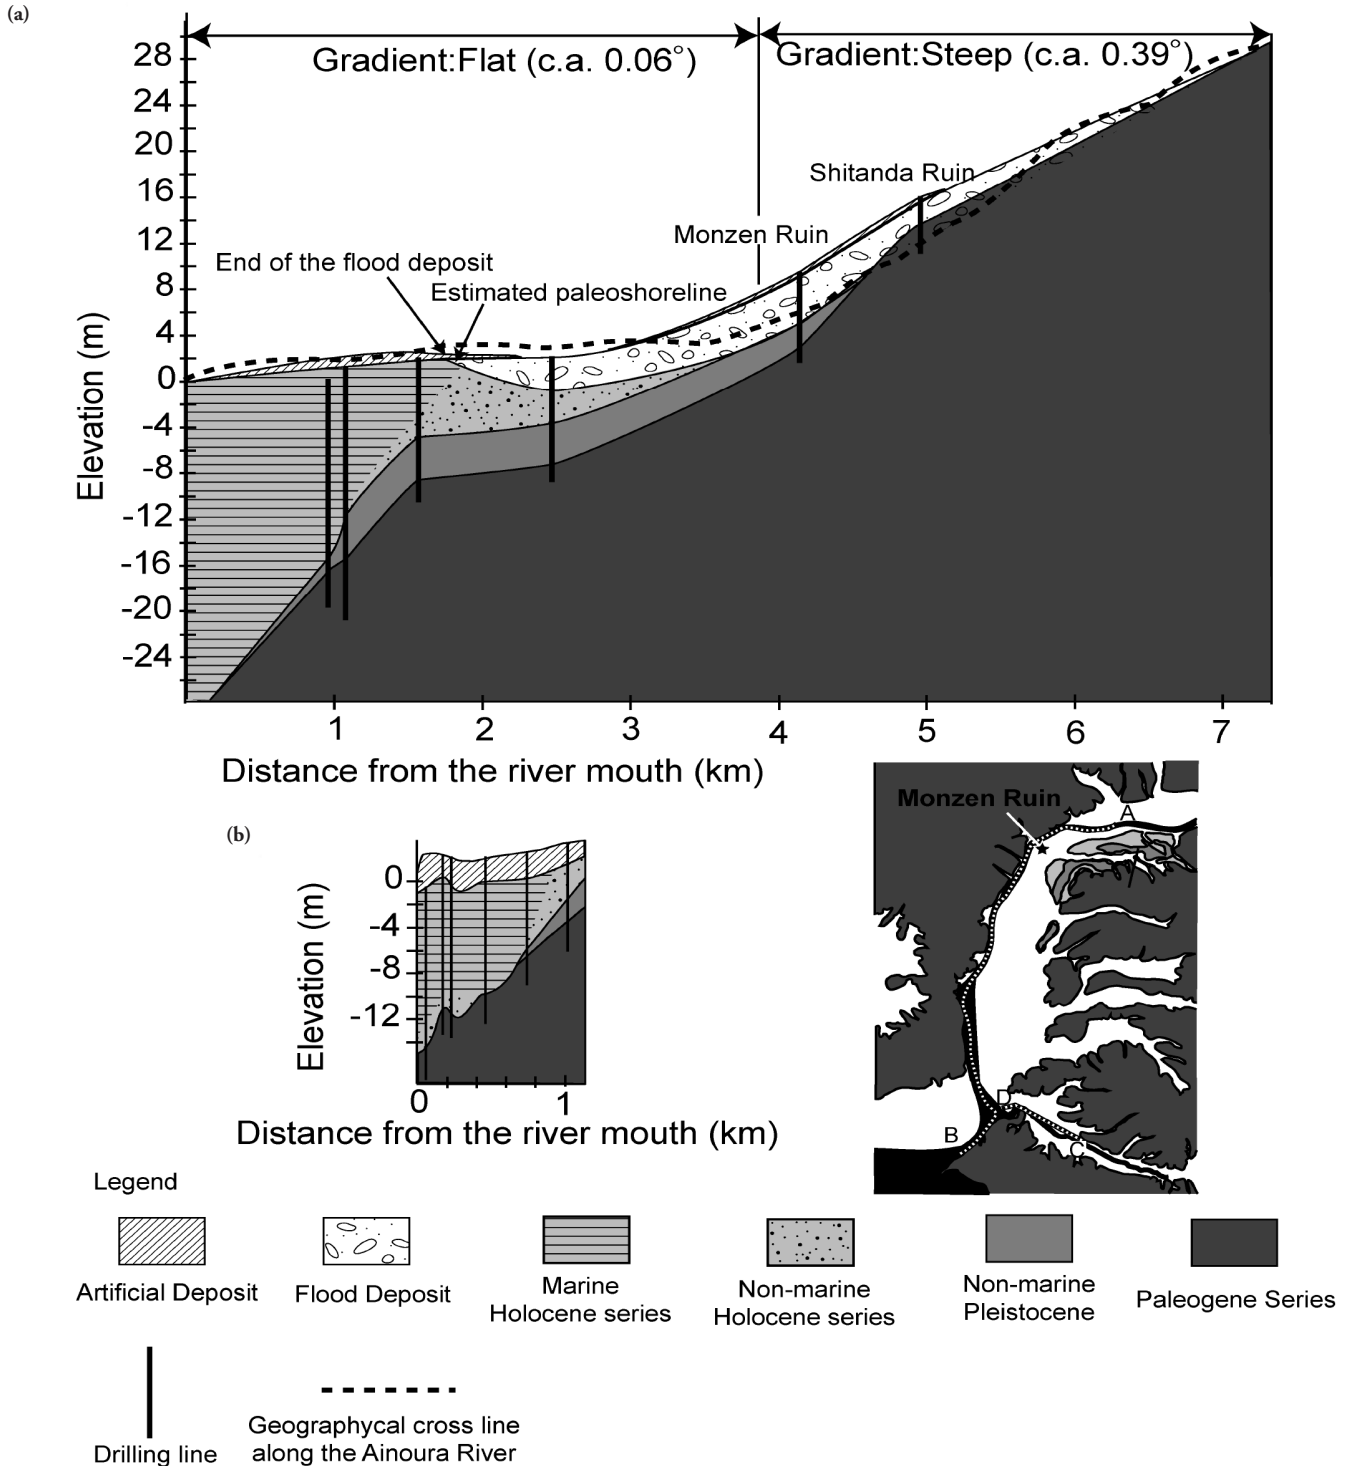 (a)
Gradient:Flat (c.a. 0.06°)
Gradient:Steep (c.a. 0.39°)
28
24
20
16
12
8
4
0
-4
-8
-12
-16
-20
-24
Elevation (m)
Shitanda Ruin
Monzen Ruin
End of the flood deposit
Estimated paleoshoreline
1
2
3
4
5
6
7
Distance from the river mouth (km)
(b)
0
-4
-8
-12
Elevation (m)
0
1
Distance from the river mouth (km)
Monzen Ruin
A
D
B
C
Legend
Artificial Deposit
Flood Deposit
Marine
Holocene series
Non-marine
Holocene series
Non-marine
Pleistocene
Paleogene Series
Drilling line
Geographycal cross line
along the Ainoura River